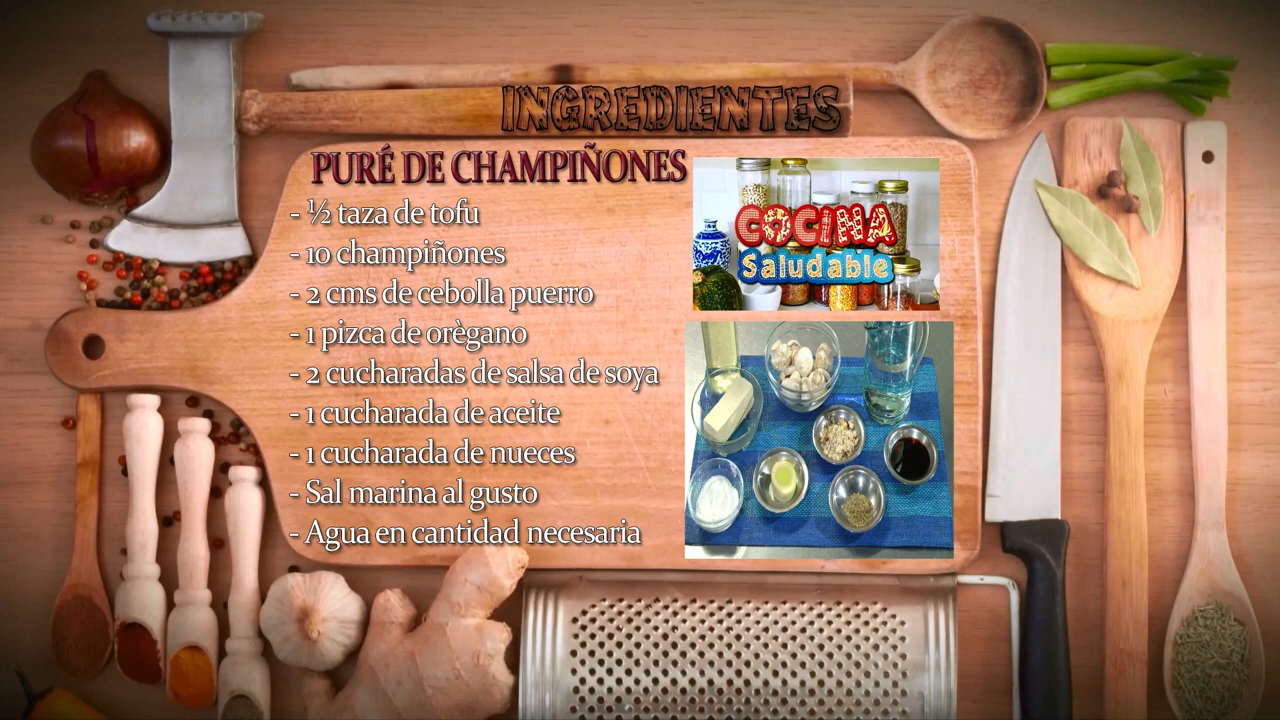 INGREDIENTES
PURÉ DE CHAMPIÑONES
- ½ taza de tofu
- 10 champiñones
- 2 cms de cebolla puerro
- 1 pizca de orègano
- 2 cucharadas de salsa de soya
- 1 cucharada de aceite
- 1 cucharada de nueces
- Sal marina al gusto
- Agua en cantidad necesaria
COCINA
Saludable